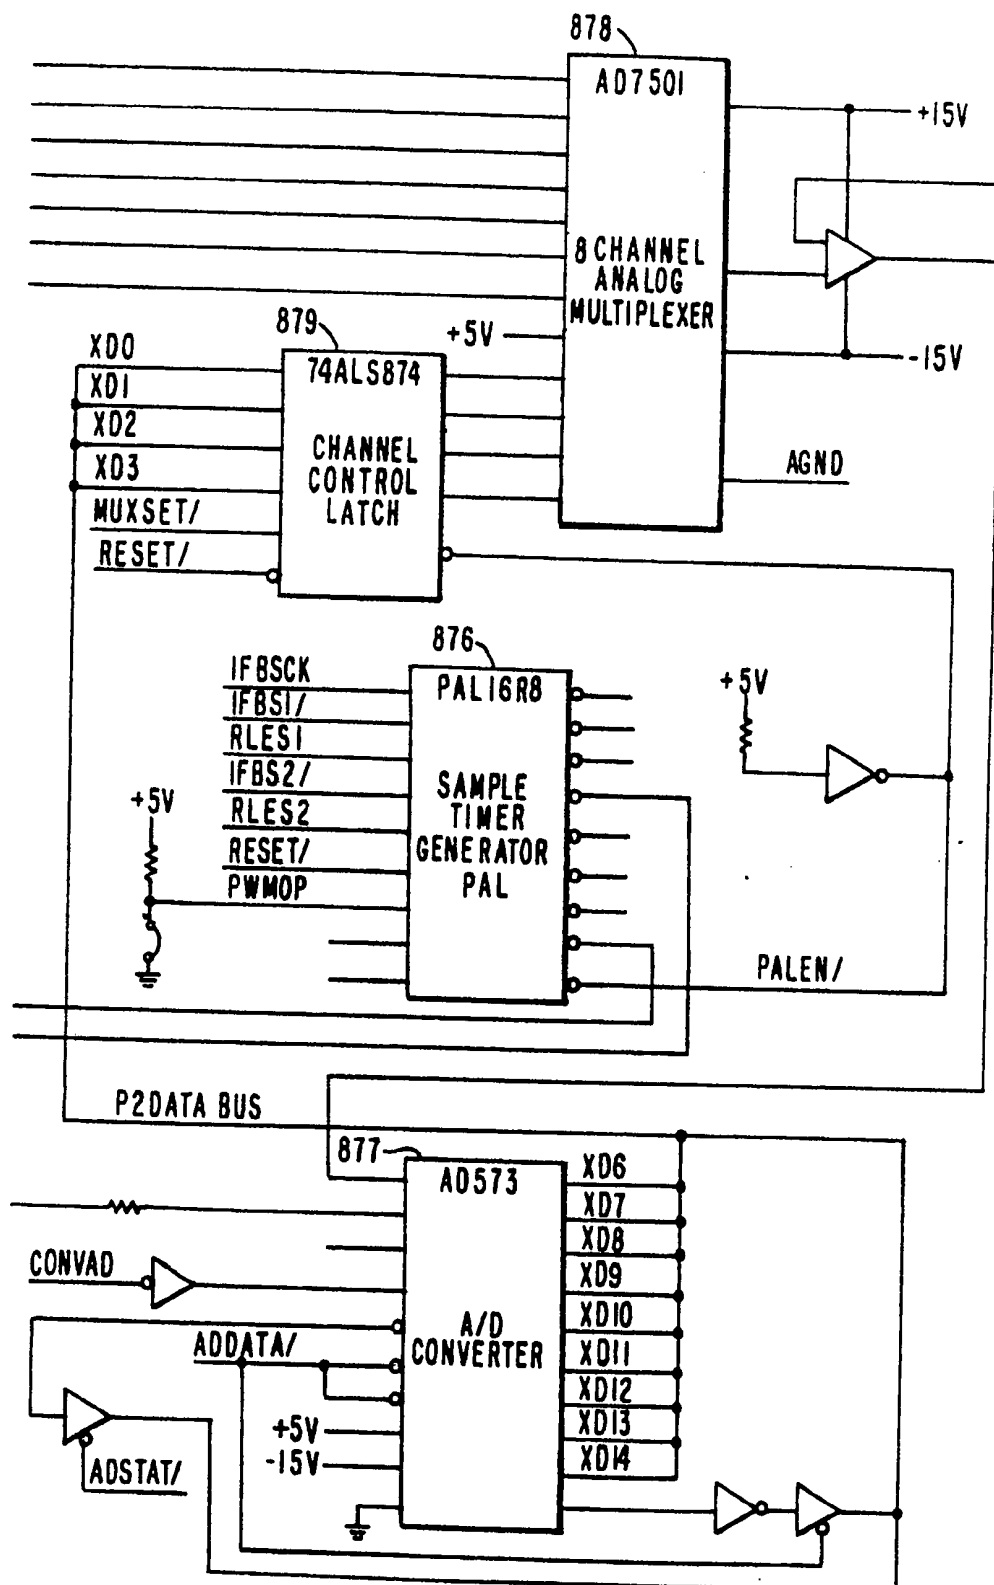 878
AD7501
+15V
8 CHANNEL
ANALOG
MULTIPLEXER
879
+5V
-15V
XD0
74ALS874
XD1
XD2
CHANNEL
CONTROL
LATCH
XD3
AGND
MUXSET/
RESET/
876
IFBSCK
PAL16R8
+5V
IFBS1/
RLES1
IFBS2/
SAMPLE
TIMER
GENERATOR
PAL
+5V
RLES2
RESET/
PWMOP
PALEN/
P2DATA BUS
877
AD573
XD6
XD7
XD8
CONVAD
XD9
A/D
CONVERTER
XD10
ADDATA/
XD11
XD12
+5V
XD13
-15V
XD14
ADSTAT/